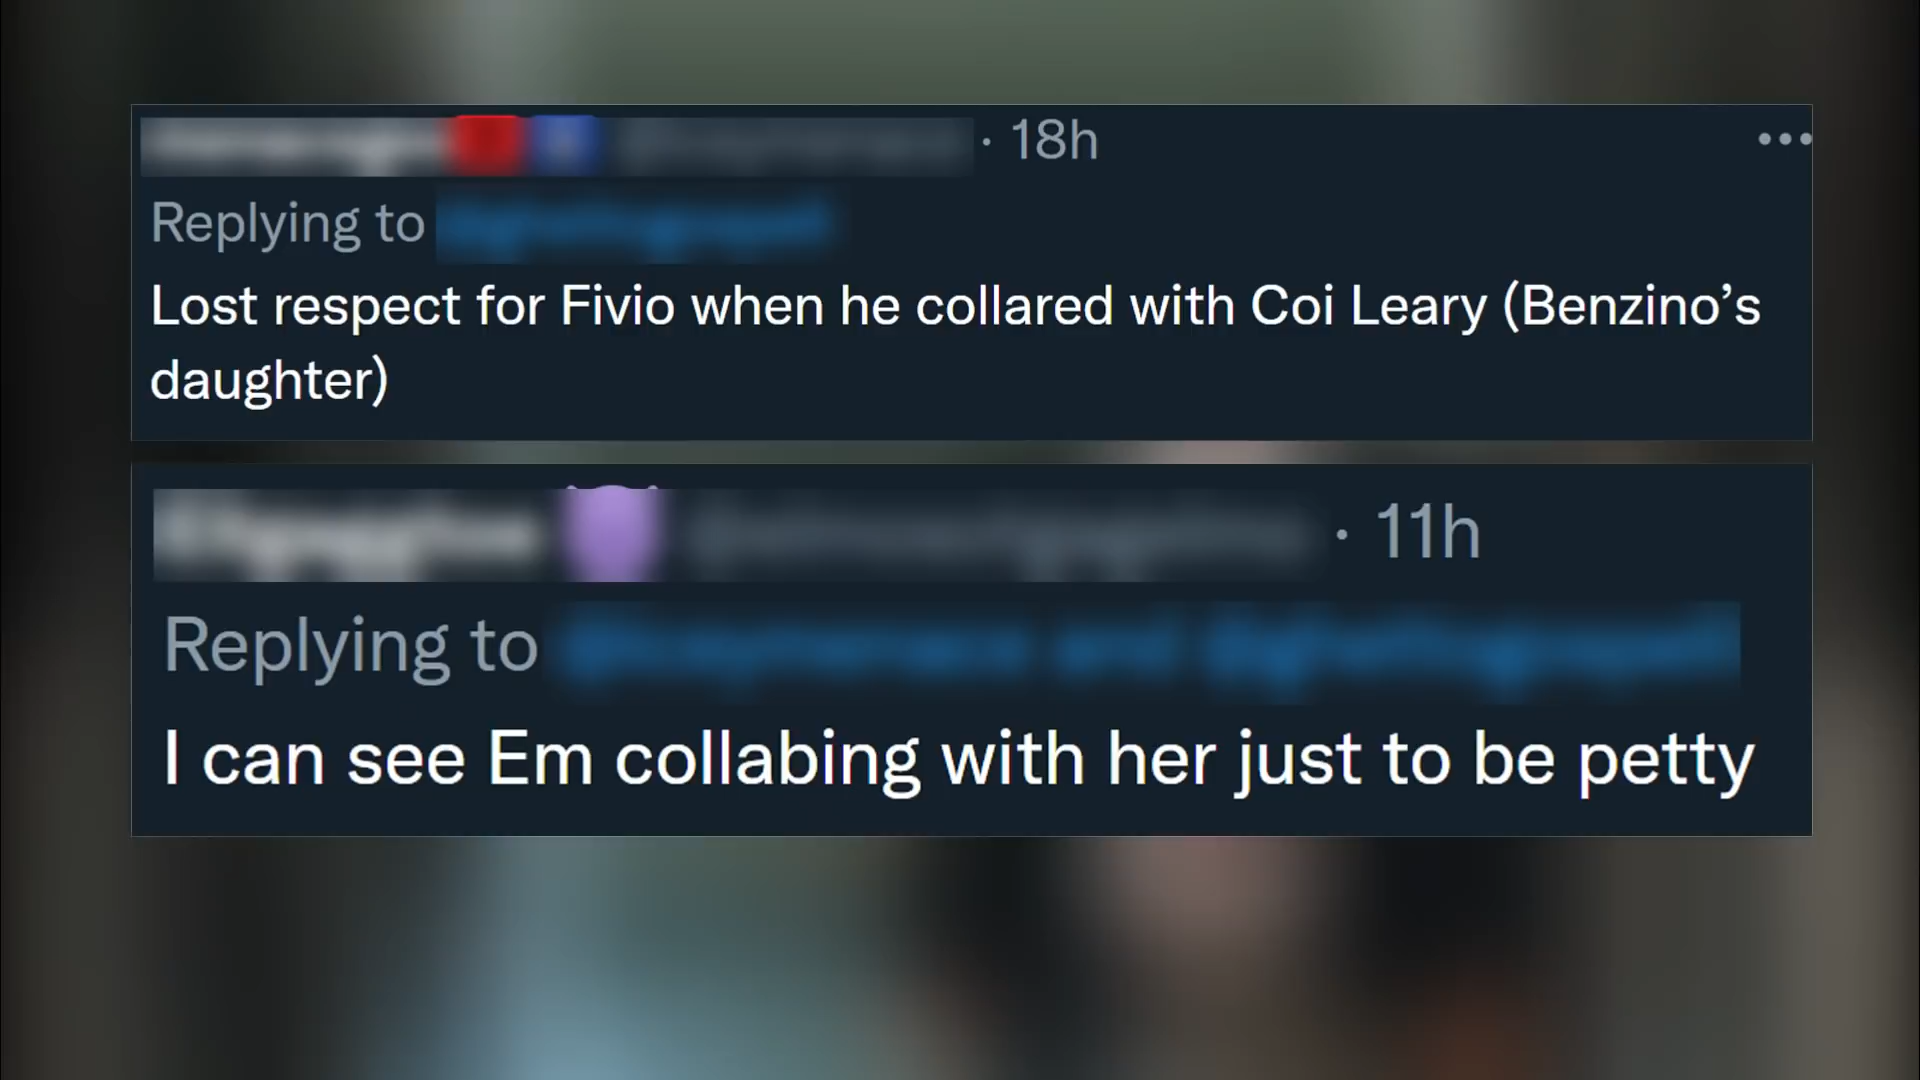 · 18h
Replying to
Lost respect for Fivio when he collared with Coi Leary (Benzino’s
daughter)
· 11h
Replying to
I can see Em collabing with her just to be petty